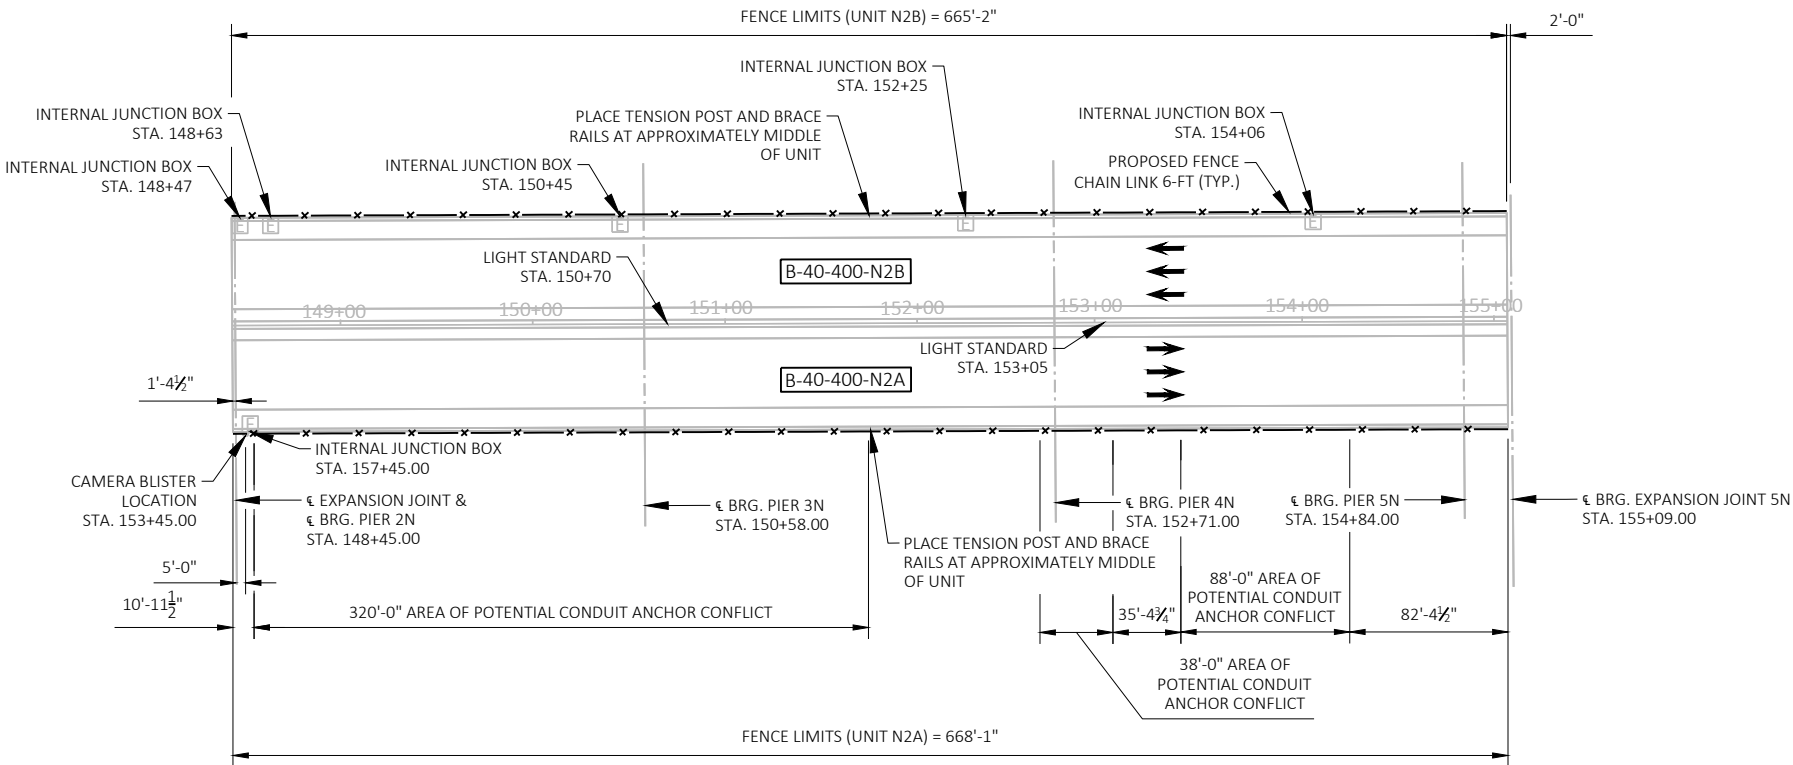 FENCE LIMITS (UNIT N2B) = 665'-2"
2'-0"
INTERNAL JUNCTION BOX
STA. 152+25
INTERNAL JUNCTION BOX
STA. 148+63
PLACE TENSION POST AND BRACE
RAILS AT APPROXIMATELY MIDDLE
OF UNIT
INTERNAL JUNCTION BOX
STA. 154+06
INTERNAL JUNCTION BOX
STA. 148+47
INTERNAL JUNCTION BOX
STA. 150+45
PROPOSED FENCE
CHAIN LINK 6-FT (TYP.)
E
E
E
E
E
LIGHT STANDARD
STA. 150+70
B-40-400-N2B
149+00
150+00
151+00
152+00
153+00
154+00
155+00
LIGHT STANDARD
STA. 153+05
B-40-400-N2A
1'-4½"
E
INTERNAL JUNCTION BOX
STA. 157+45.00
CAMERA BLISTER
LOCATION
STA. 153+45.00
℄ EXPANSION JOINT &
℄ BRG. PIER 2N
STA. 148+45.00
℄ BRG. PIER 3N
STA. 150+58.00
℄ BRG. PIER 4N
STA. 152+71.00
℄ BRG. PIER 5N
STA. 154+84.00
℄ BRG. EXPANSION JOINT 5N
STA. 155+09.00
PLACE TENSION POST AND BRACE
RAILS AT APPROXIMATELY MIDDLE
OF UNIT
5'-0"
10'-11½"
320'-0" AREA OF POTENTIAL CONDUIT ANCHOR CONFLICT
35'-4¾"
88'-0" AREA OF
POTENTIAL CONDUIT
ANCHOR CONFLICT
82'-4½"
38'-0" AREA OF
POTENTIAL CONDUIT
ANCHOR CONFLICT
FENCE LIMITS (UNIT N2A) = 668'-1"